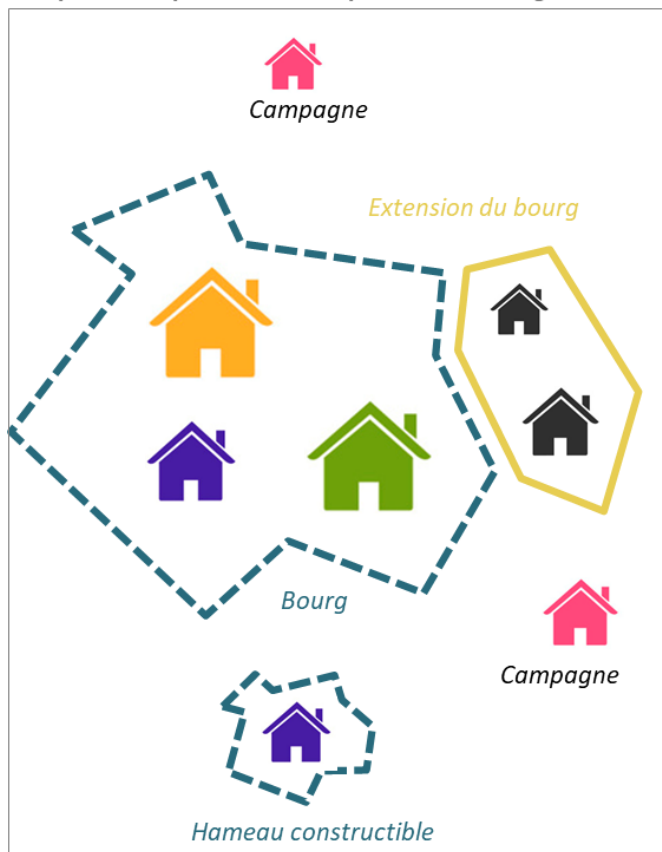 Campagne
Extension du bourg
Bourg
Campagne
Hameau constructible